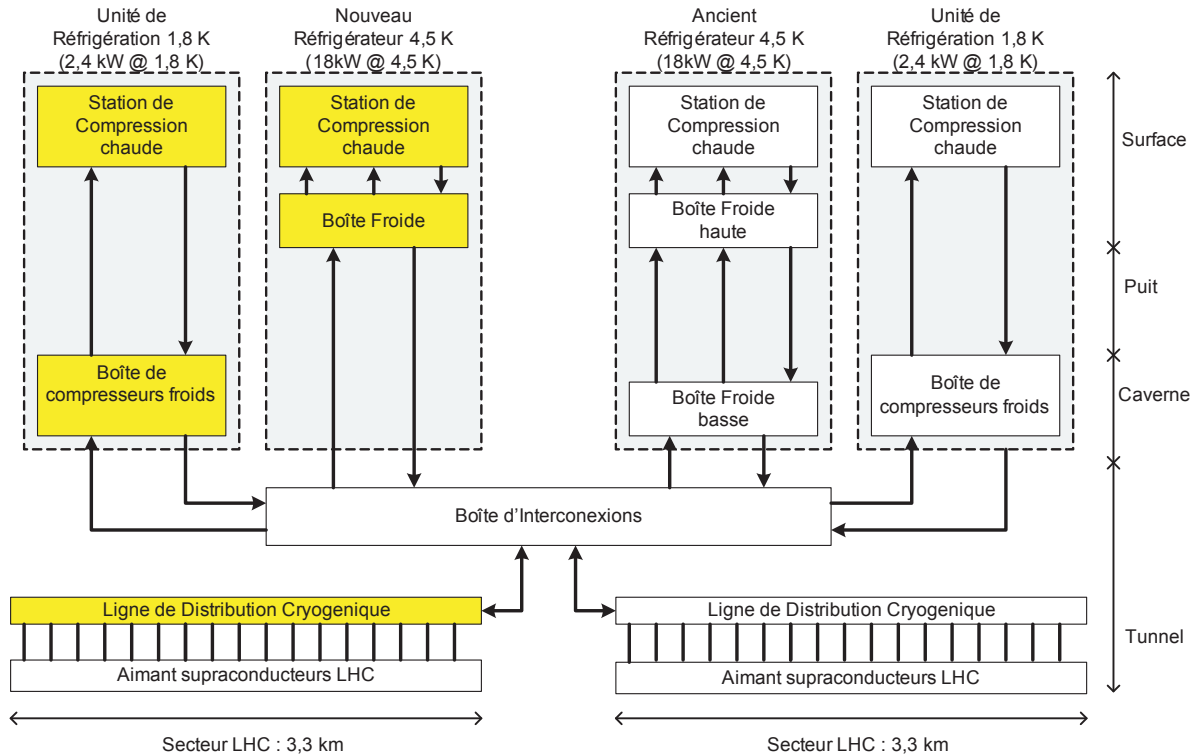 Unité de
Réfrigération 1,8 K
(2,4 kW @ 1,8 K)
Nouveau
Réfrigérateur 4,5 K
(18kW @ 4,5 K)
Ancient
Réfrigérateur 4,5 K
(18kW @ 4,5 K)
Unité de
Réfrigération 1,8 K
(2,4 kW @ 1,8 K)
Station de
Compression
chaude
Station de
Compression
chaude
Station de
Compression
chaude
Station de
Compression
chaude
Surface
Boîte Froide
Boîte Froide
haute
Puit
Boîte de
compresseurs froids
Boîte Froide
basse
Boîte de
compresseurs froids
Caverne
Boîte d'Interconexions
Ligne de Distribution Cryogenique
Ligne de Distribution Cryogenique
Tunnel
Aimant supraconducteurs LHC
Aimant supraconducteurs LHC
Secteur LHC : 3,3 km
Secteur LHC : 3,3 km